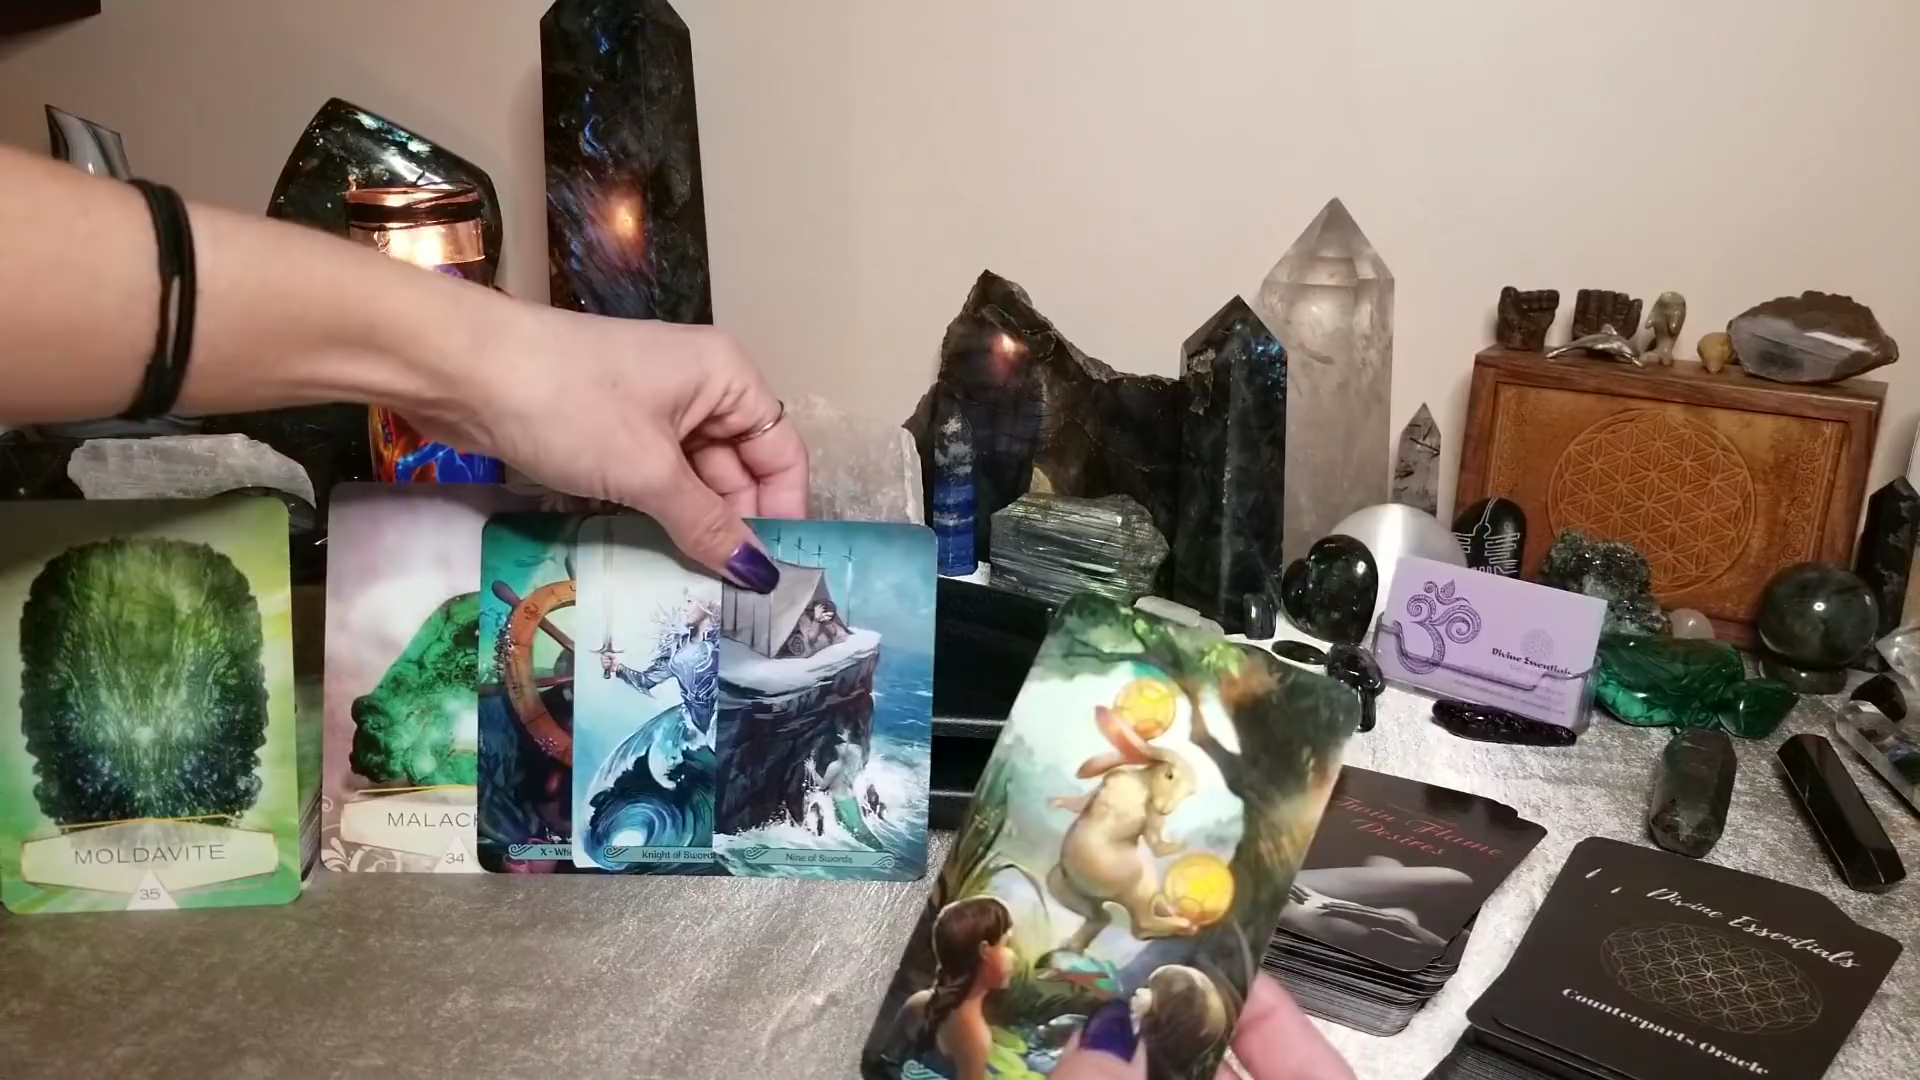 MOLDAVITE
35
MALACH
34
X - Whe
Knight of Swords
Nine of Swords
Divine Essentials
Twin Flame
Desires
Divine Essentials
Counterparts Oracle